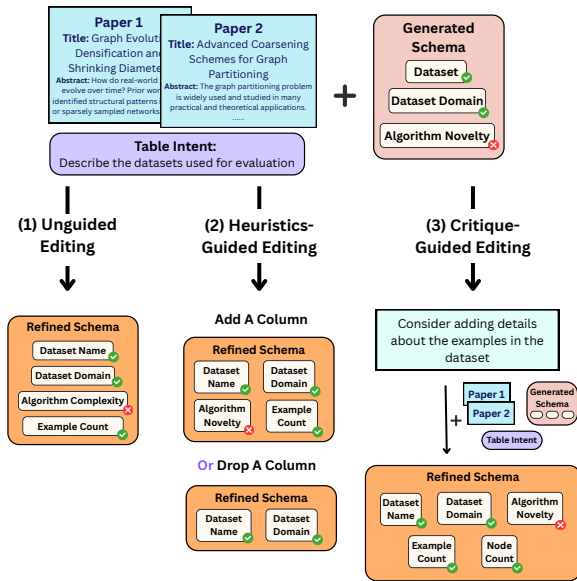 Paper 1
Title: Graph Evoluti
Densification and
Shrinking Diamete
Abstract: How do real-world
evolve over time? Prior wor
identified structural patterns i
or sparsely sampled networks.
Paper 2
Title: Advanced Coarsening
Schemes for Graph
Partitioning
Abstract: The graph partitioning
problem is widely used and studied in many
practical and theoretical applications.
......
Table Intent:
Describe the datasets used for evaluation
+
Generated
Schema
Dataset
Dataset Domain
Algorithm Novelty
(1) Unguided
Editing
(2) Heuristics-
Guided Editing
(3) Critique-
Guided Editing
Refined Schema
Dataset Name
Dataset Domain
Algorithm Complexity
Example Count
Add A Column
Refined Schema
Dataset
Name
Dataset
Domain
Algorithm
Novelty
Example
Count
Or Drop A Column
Refined Schema
Dataset
Name
Dataset
Domain
Consider adding details
about the examples in the
dataset
+
Paper 1
Paper 2
Generated
Schema
Table Intent
Refined Schema
Dataset
Name
Dataset
Domain
Algorithm
Novelty
Example
Count
Node
Count